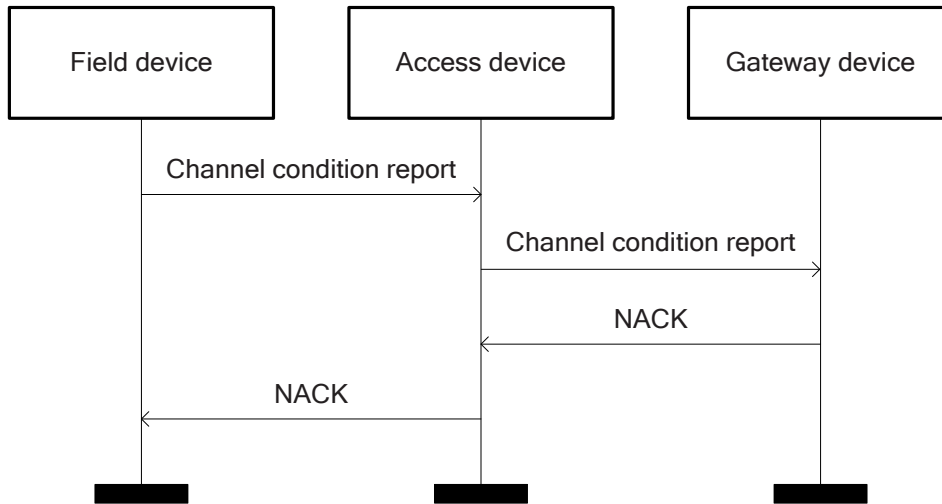 Field device
Access device
Gateway device
Channel condition report
Channel condition report
NACK
NACK